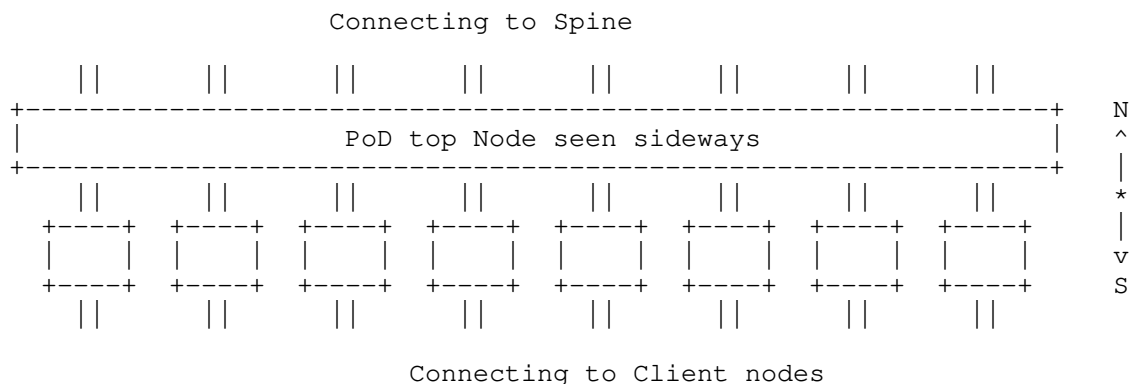 Connecting to Spine
||      ||      ||      ||      ||      ||      ||      ||
+----------------------------------------------------------------+   N
|                    PoD top Node seen sideways                  |   ^
+----------------------------------------------------------------+   |
||      ||      ||      ||      ||      ||      ||      ||      *
+----+  +----+  +----+  +----+  +----+  +----+  +----+  +----+     |
|    |  |    |  |    |  |    |  |    |  |    |  |    |  |    |     v
+----+  +----+  +----+  +----+  +----+  +----+  +----+  +----+     S
||      ||      ||      ||      ||      ||      ||      ||
Connecting to Client nodes